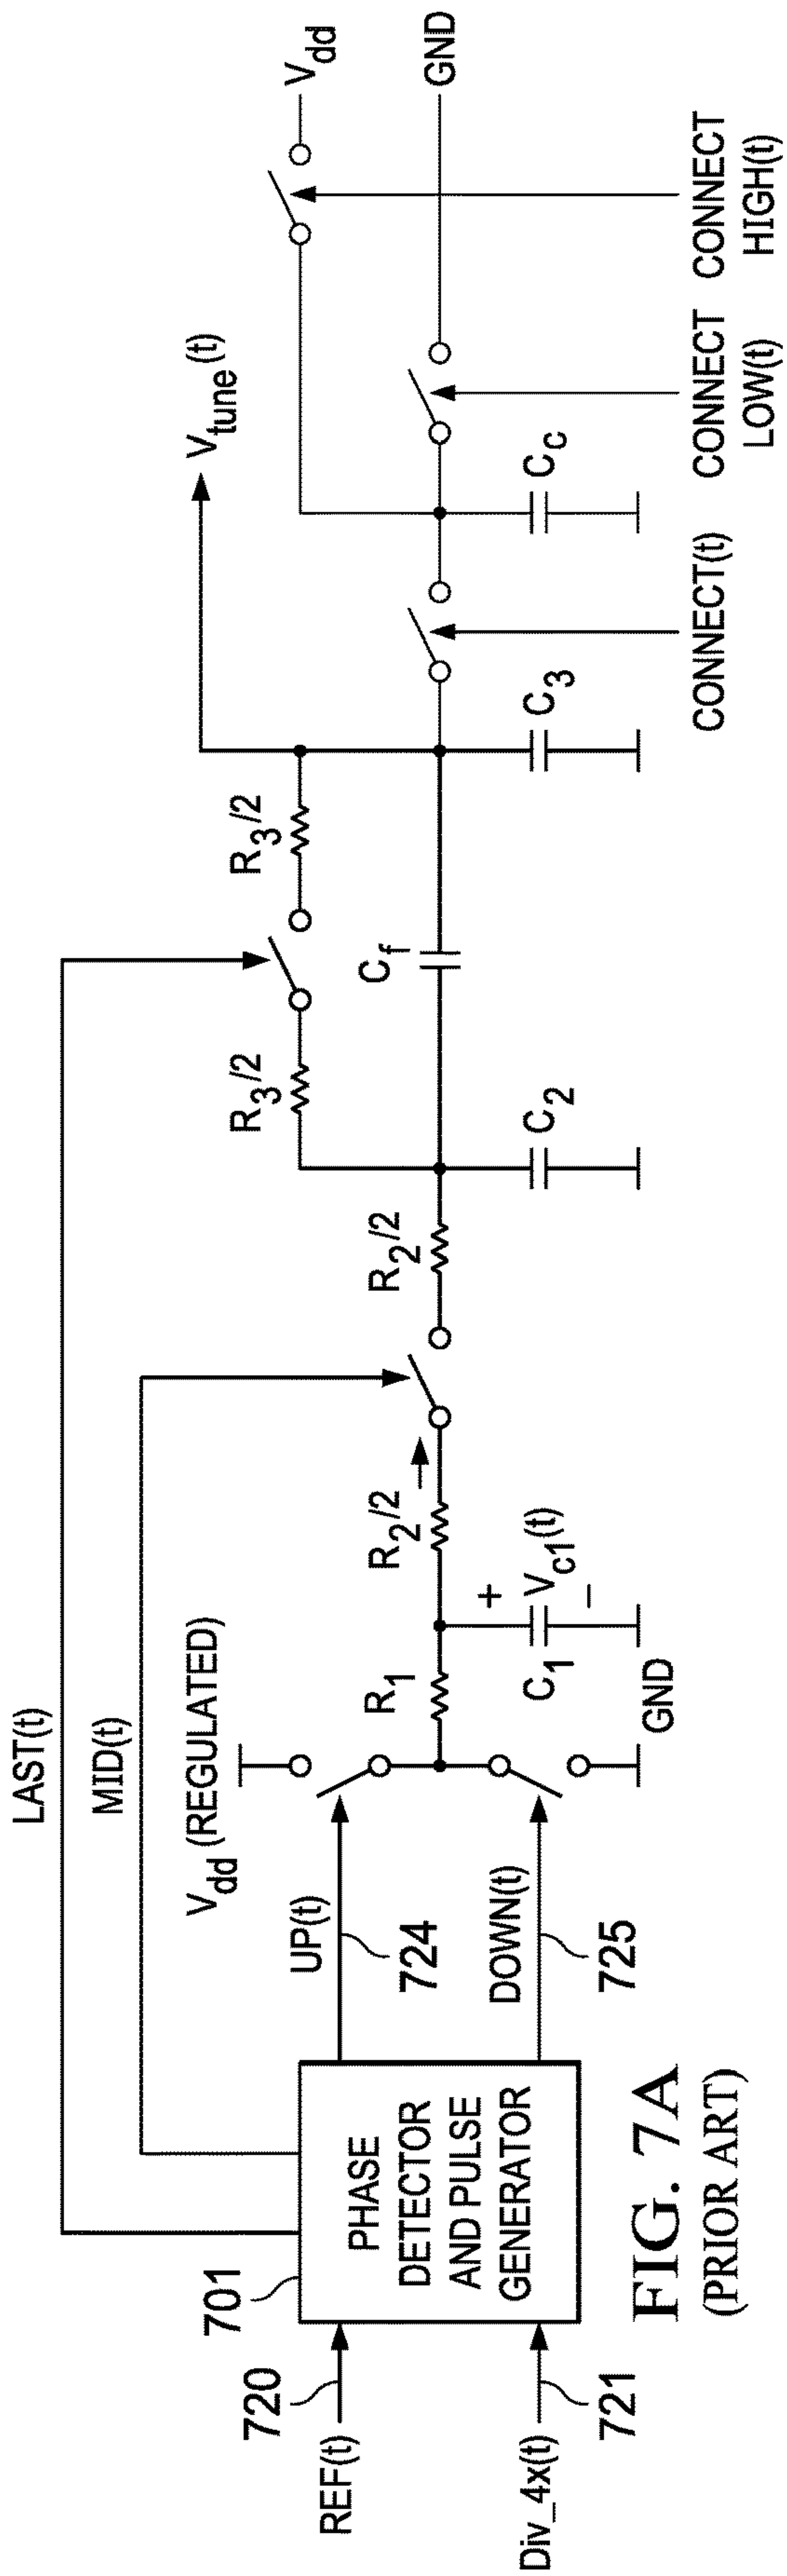 LAST(t)
MID(t)
V_dd (REGULATED)
UP(t)
724
DOWN(t)
725
701
PHASE
DETECTOR
AND PULSE
GENERATOR
720
REF(t)
721
Div_4x(t)
R_1
C_1
V_c1(t)
+
–
GND
R_2/2
R_2/2
C_2
R_3/2
R_3/2
C_f
C_3
V_tune(t)
C_c
V_dd
GND
CONNECT(t)
CONNECT
LOW(t)
CONNECT
HIGH(t)
FIG. 7A
(PRIOR ART)